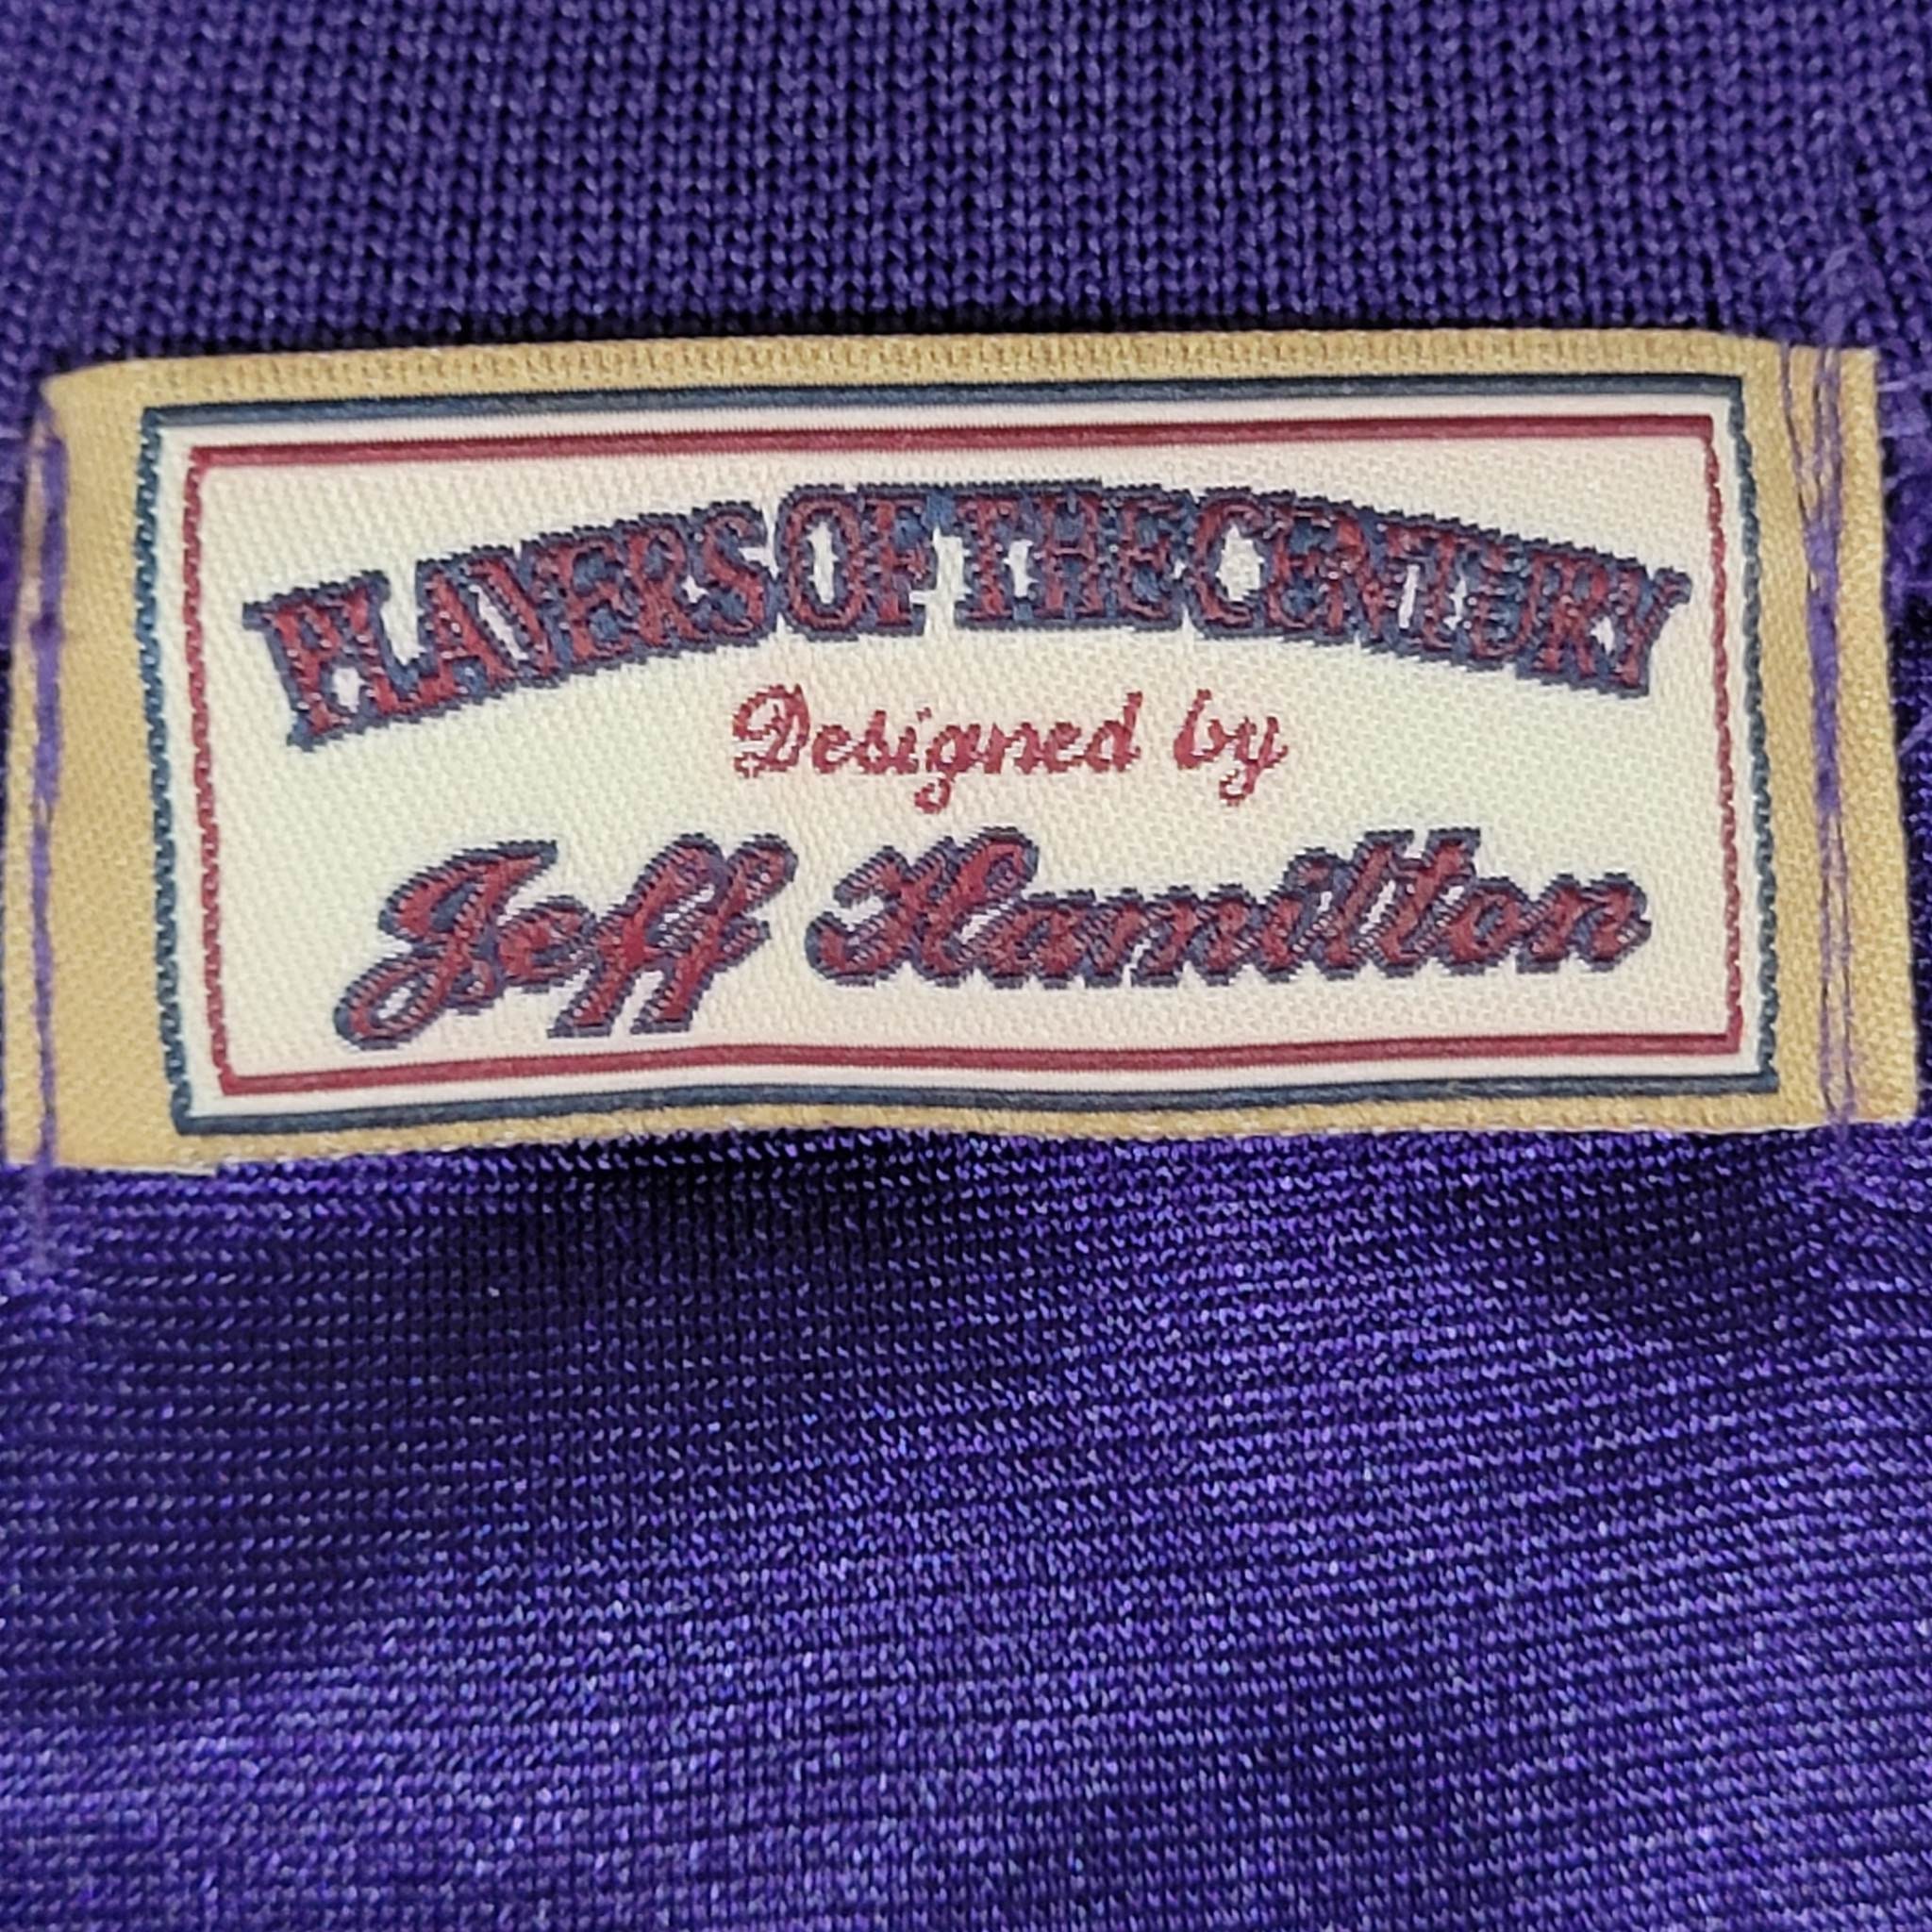 PLAYERS OF THE CENTURY
Designed by
Jeff Hamilton